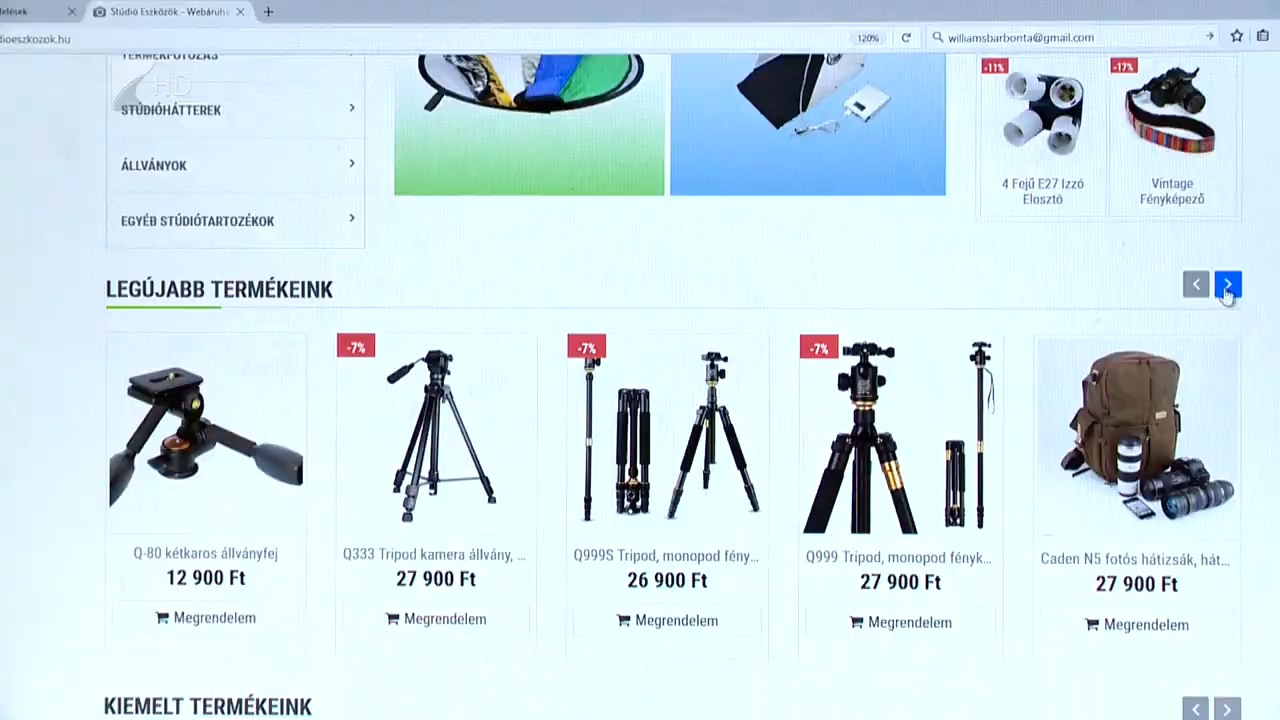 Stúdió Eszközök - Webáruh
dioeszkozok.hu
120%
williamsbarbonta@gmail.com
TERMÉKFOTÓZÁS
HD
STÚDIÓHÁTTEREK
ÁLLVÁNYOK
EGYÉB STÚDIÓTARTOZÉKOK
-11%
-17%
4 Fejű E27 Izzó
Elosztó
Vintage
Fényképező
LEGÚJABB TERMÉKEINK
-7%
-7%
-7%
Q-80 kétkaros állványfej
12 900 Ft
Megrendelem
Q333 Tripod kamera állvány, ...
27 900 Ft
Megrendelem
Q999S Tripod, monopod fény...
26 900 Ft
Megrendelem
Q999 Tripod, monopod fényk...
27 900 Ft
Megrendelem
Caden N5 fotós hátizsák, hát...
27 900 Ft
Megrendelem
KIEMELT TERMÉKEINK